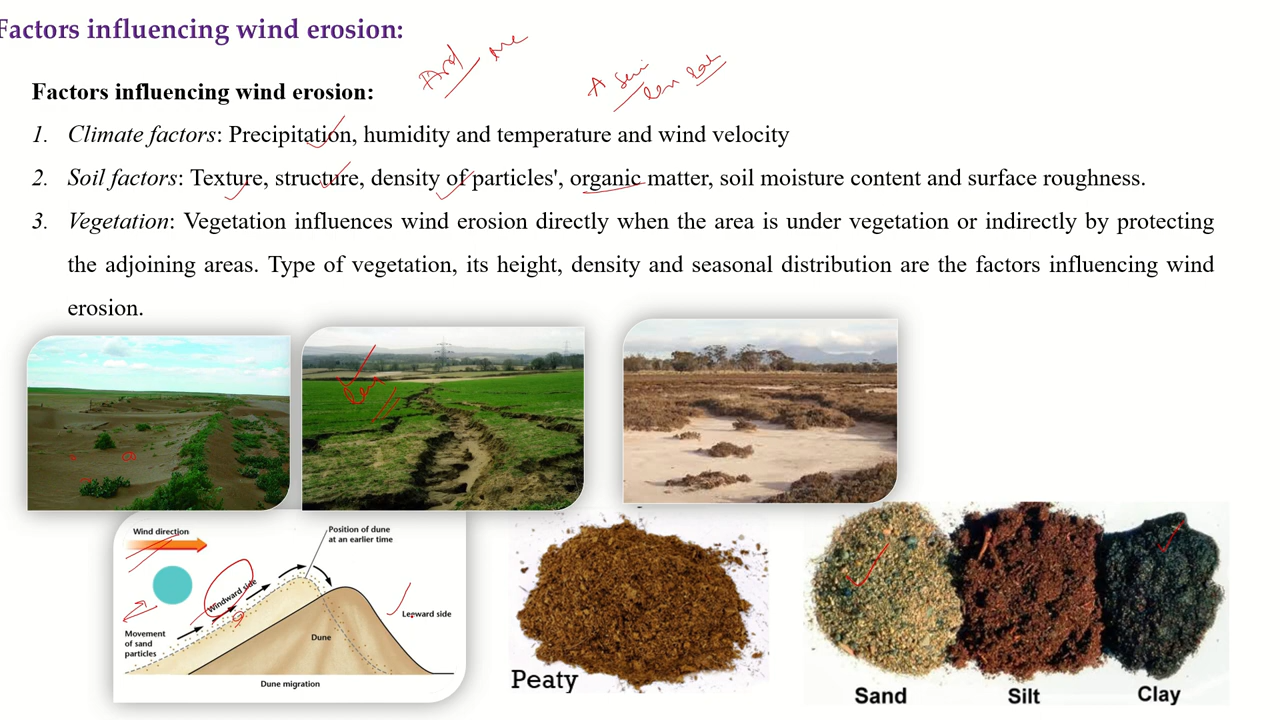 Factors influencing wind erosion:
Factors influencing wind erosion:
1. Climate factors: Precipitation, humidity and temperature and wind velocity
2. Soil factors: Texture, structure, density of particles', organic matter, soil moisture content and surface roughness.
3. Vegetation: Vegetation influences wind erosion directly when the area is under vegetation or indirectly by protecting
the adjoining areas. Type of vegetation, its height, density and seasonal distribution are the factors influencing wind
erosion.
Wind direction
Position of dune
at an earlier time
Windward side
Leeward side
Movement
of sand
particles
Dune
Dune migration
Peaty
Sand
Silt
Clay